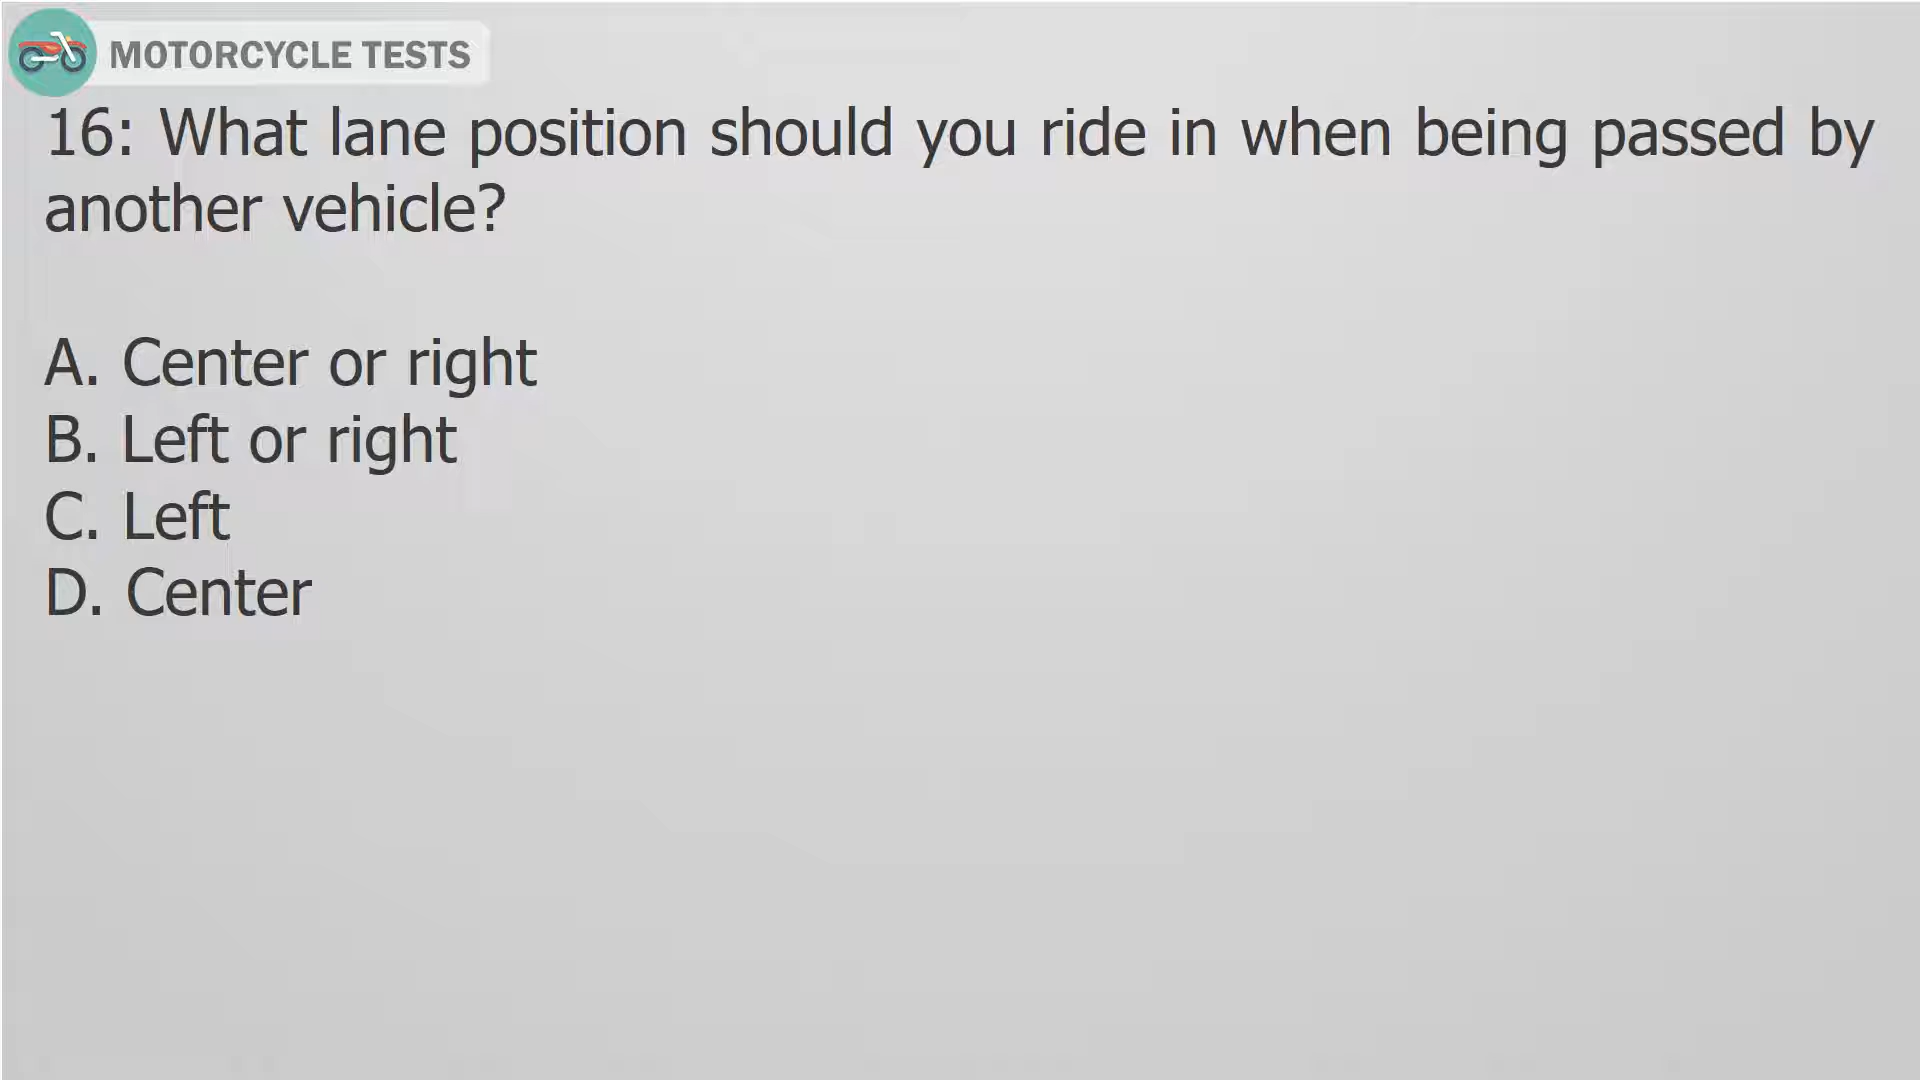 MOTORCYCLE TESTS
16: What lane position should you ride in when being passed by
another vehicle?
A. Center or right
B. Left or right
C. Left
D. Center